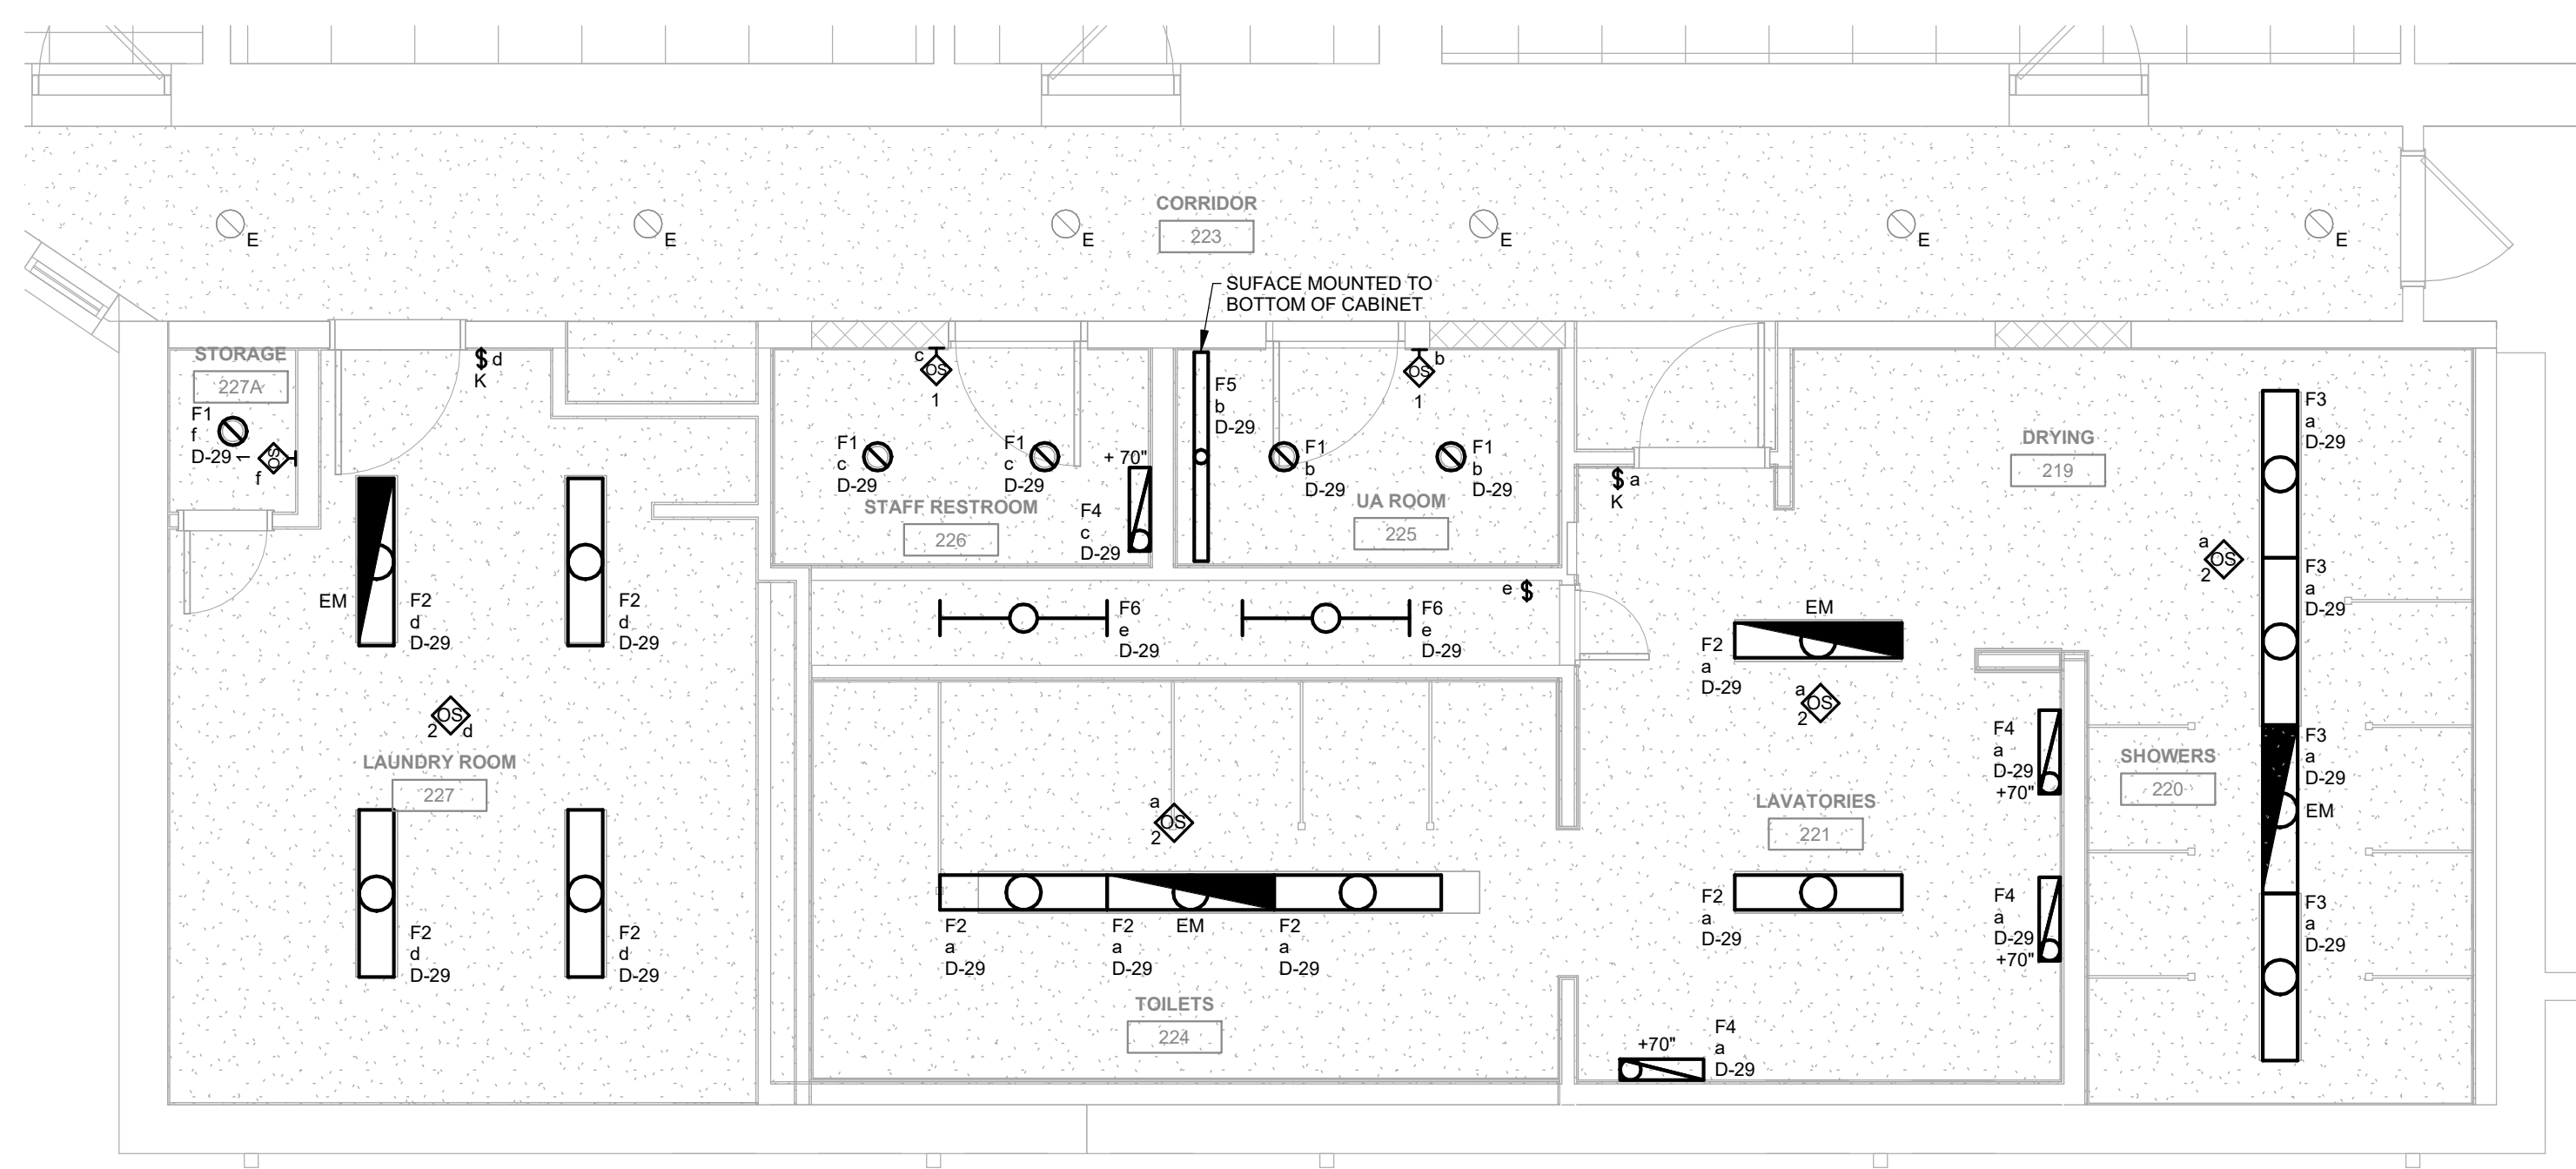 CORRIDOR
223
E
E
E
E
E
E
SUFACE MOUNTED TO
BOTTOM OF CABINET
STORAGE
227A
F1
f
D-29
1
OS
f
$ d
K
EM
F2
d
D-29
F2
d
D-29
OS
2
d
LAUNDRY ROOM
227
F2
d
D-29
F2
d
D-29
c
OS
1
F1
c
D-29
F1
c
D-29
+ 70"
F4
c
D-29
STAFF RESTROOM
226
F5
b
D-29
b
OS
1
F1
b
D-29
F1
b
D-29
UA ROOM
225
F6
e
D-29
F6
e
D-29
e $
a
OS
2
F2
a
D-29
F2
a
D-29
EM
F2
a
D-29
TOILETS
224
$ a
K
EM
F2
a
D-29
a
OS
2
LAVATORIES
221
F2
a
D-29
F4
a
D-29
+70"
F4
a
D-29
+70"
+70"
F4
a
D-29
DRYING
219
a
OS
2
SHOWERS
220
F3
a
D-29
F3
a
D-29
F3
a
D-29
EM
F3
a
D-29